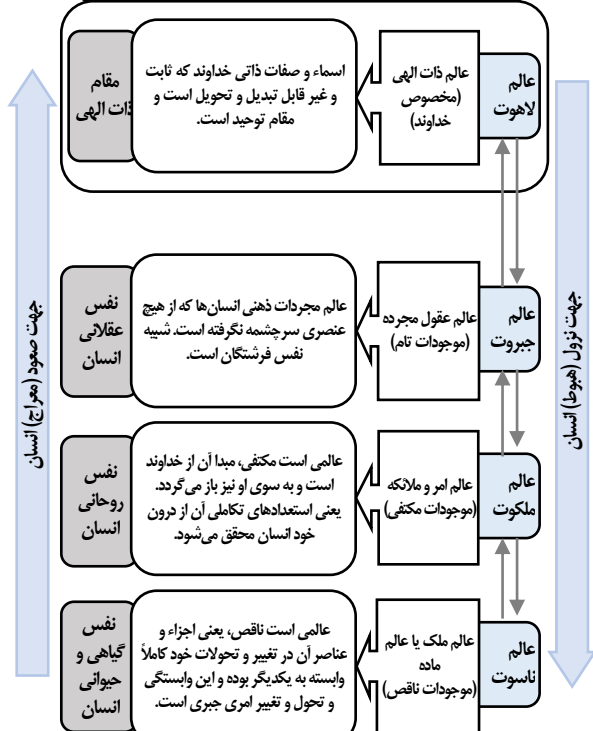 عالم
لاهوت
عالم ذات الهی
(مخصوص
خداوند)
اسماء و صفات ذاتی خداوند که ثابت
و غیر قابل تبدیل و تحویل است و
مقام توحید است.
مقام
ذات الهی
عالم
جبروت
عالم عقول مجرده
(موجودات تام)
عالم مجردات ذهنی انسان‌ها که از هیچ
عنصری سرچشمه نگرفته است. شبیه
نفس فرشتگان است.
نفس
عقلانی
انسان
عالم
ملکوت
عالم امر و ملائکه
(موجودات مکتفی)
عالمی است مکتفی، مبدا آن از خداوند
است و به سوی او نیز باز می‌گردد.
یعنی استعدادهای تکاملی آن از درون
خود انسان محقق می‌شود.
نفس
روحانی
انسان
عالم
ناسوت
عالم ملک یا عالم
ماده
(موجودات ناقص)
عالمی است ناقص، یعنی اجزاء و
عناصر آن در تغییر و تحولات خود کاملاً
وابسته به یکدیگر بوده و این وابستگی
و تحول و تغییر امری جبری است.
نفس
گیاهی و
حیوانی
انسان
جهت نزول (هبوط) انسان
جهت صعود (معراج) انسان